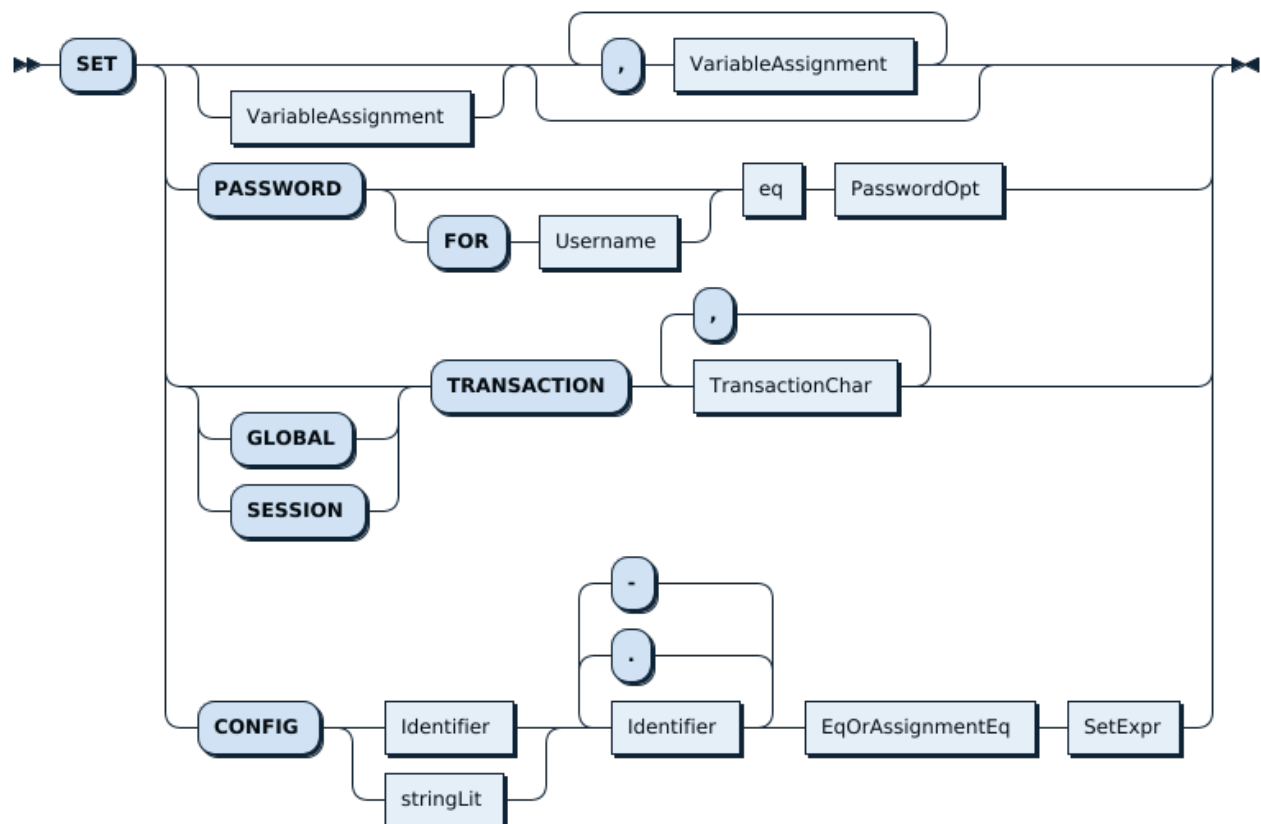 SET , VariableAssignment
VariableAssignment
PASSWORD eq PasswordOpt
FOR Username
,
TRANSACTION TransactionChar
GLOBAL
SESSION
-
.
CONFIG Identifier Identifier EqOrAssignmentEq SetExpr
stringLit